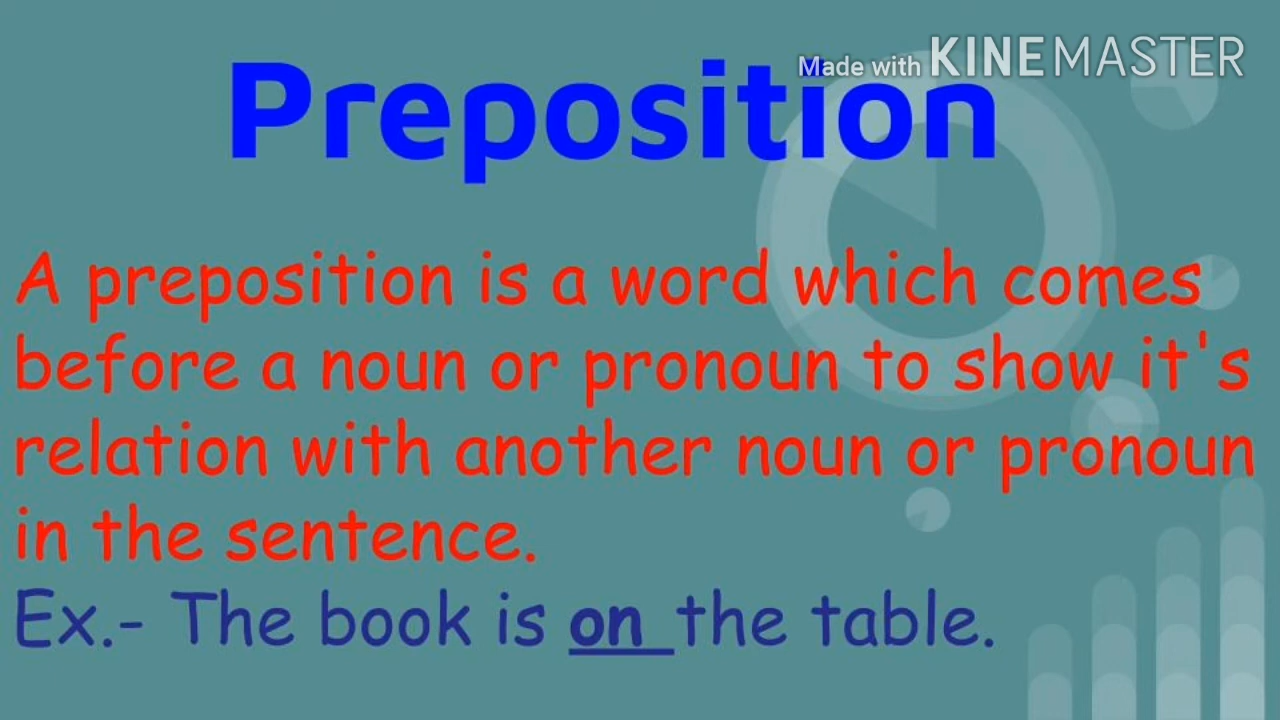 Made with KINEMASTER
Preposition
A preposition is a word which comes
before a noun or pronoun to show it's
relation with another noun or pronoun
in the sentence.
Ex.- The book is on the table.